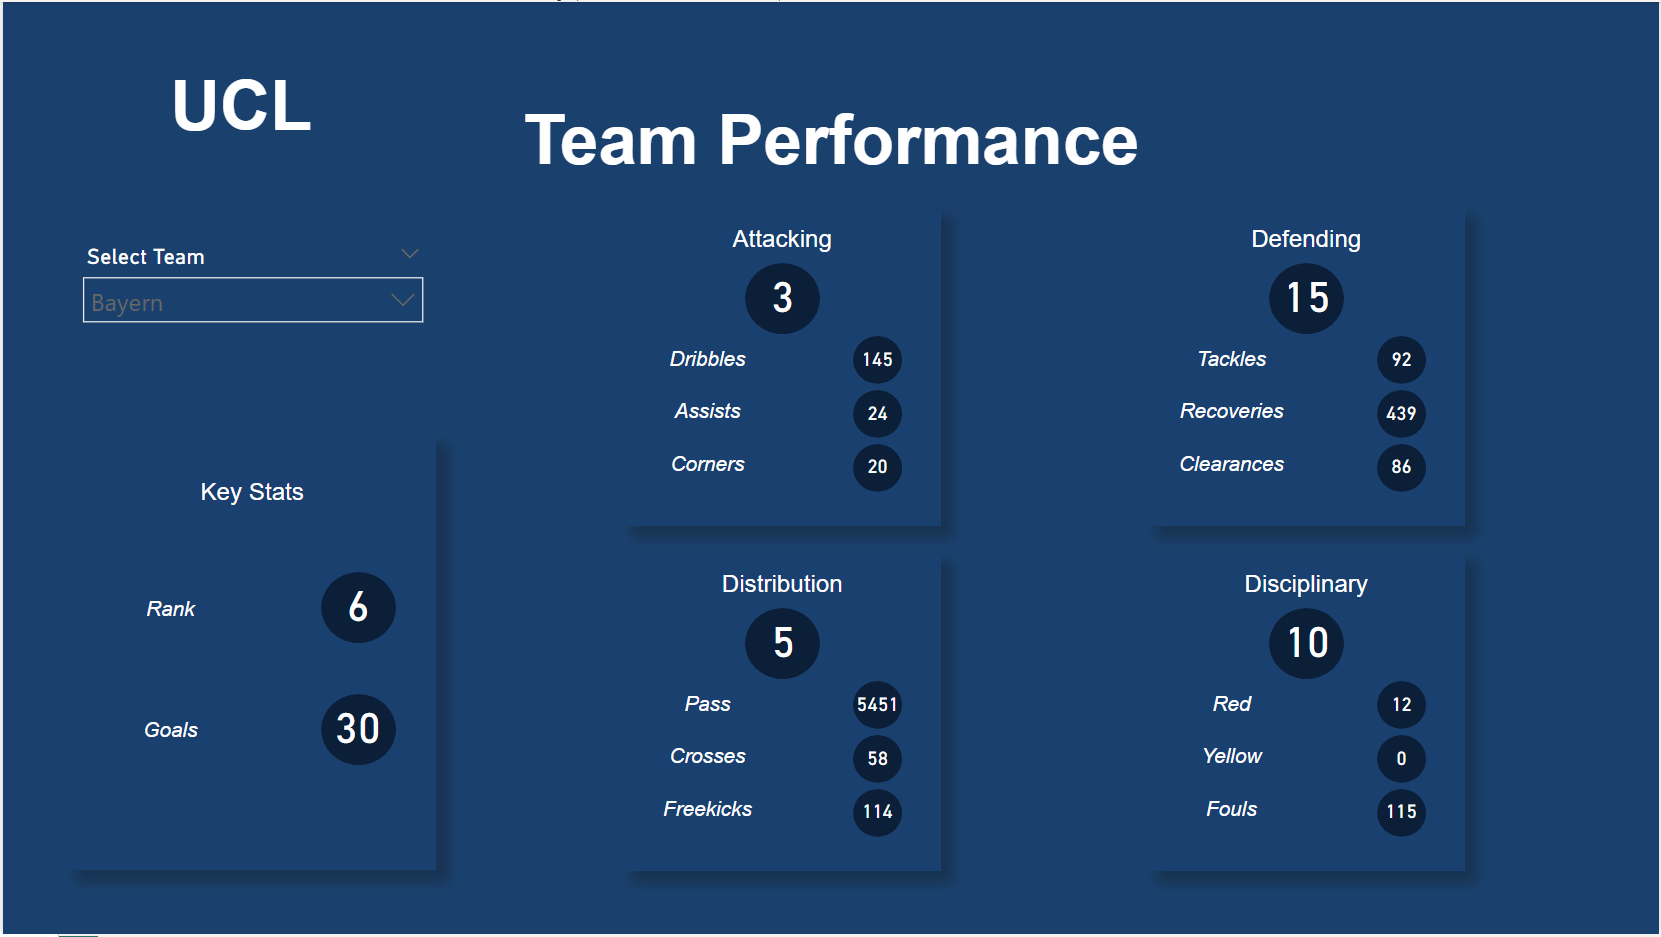 UCL
Team Performance
Select Team
Bayern
Key Stats
Rank 6
Goals 30
Attacking
3
Dribbles 145
Assists 24
Corners 20
Defending
15
Tackles 92
Recoveries 439
Clearances 86
Distribution
5
Pass 5451
Crosses 58
Freekicks 114
Disciplinary
10
Red 12
Yellow 0
Fouls 115